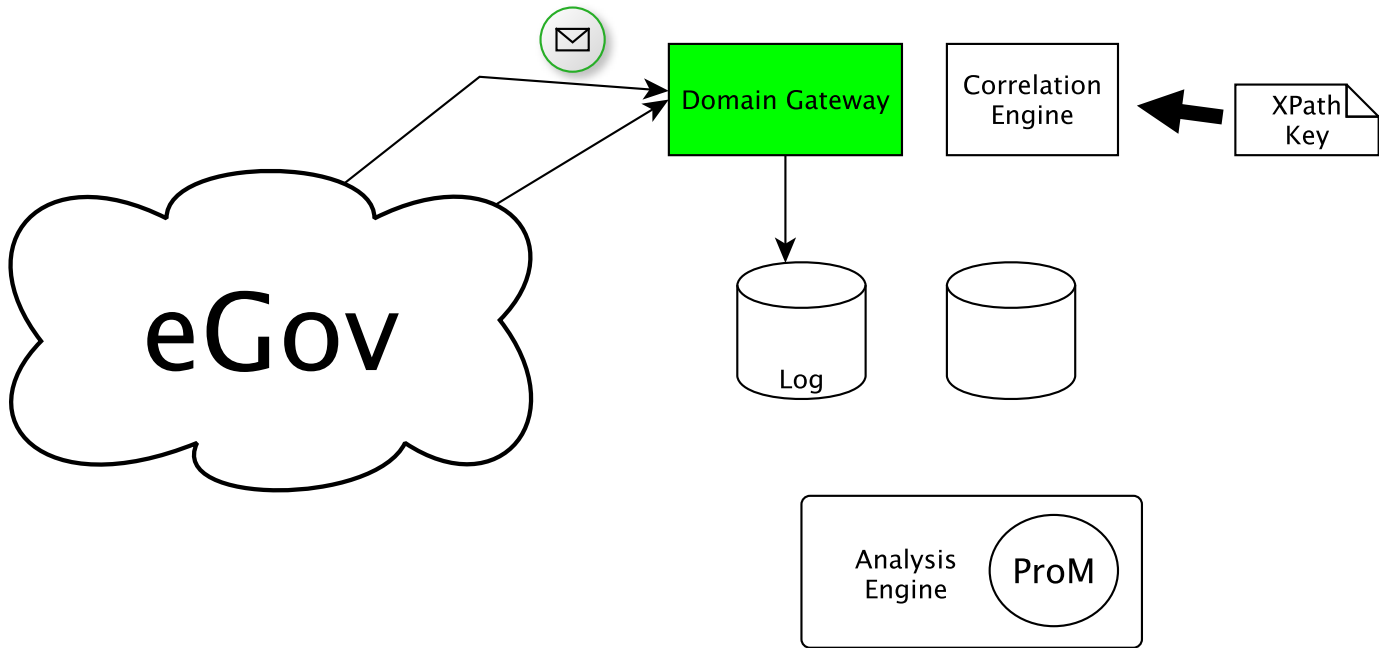 Domain Gateway
Correlation
Engine
XPath
Key
eGov
Log
Analysis
Engine
ProM